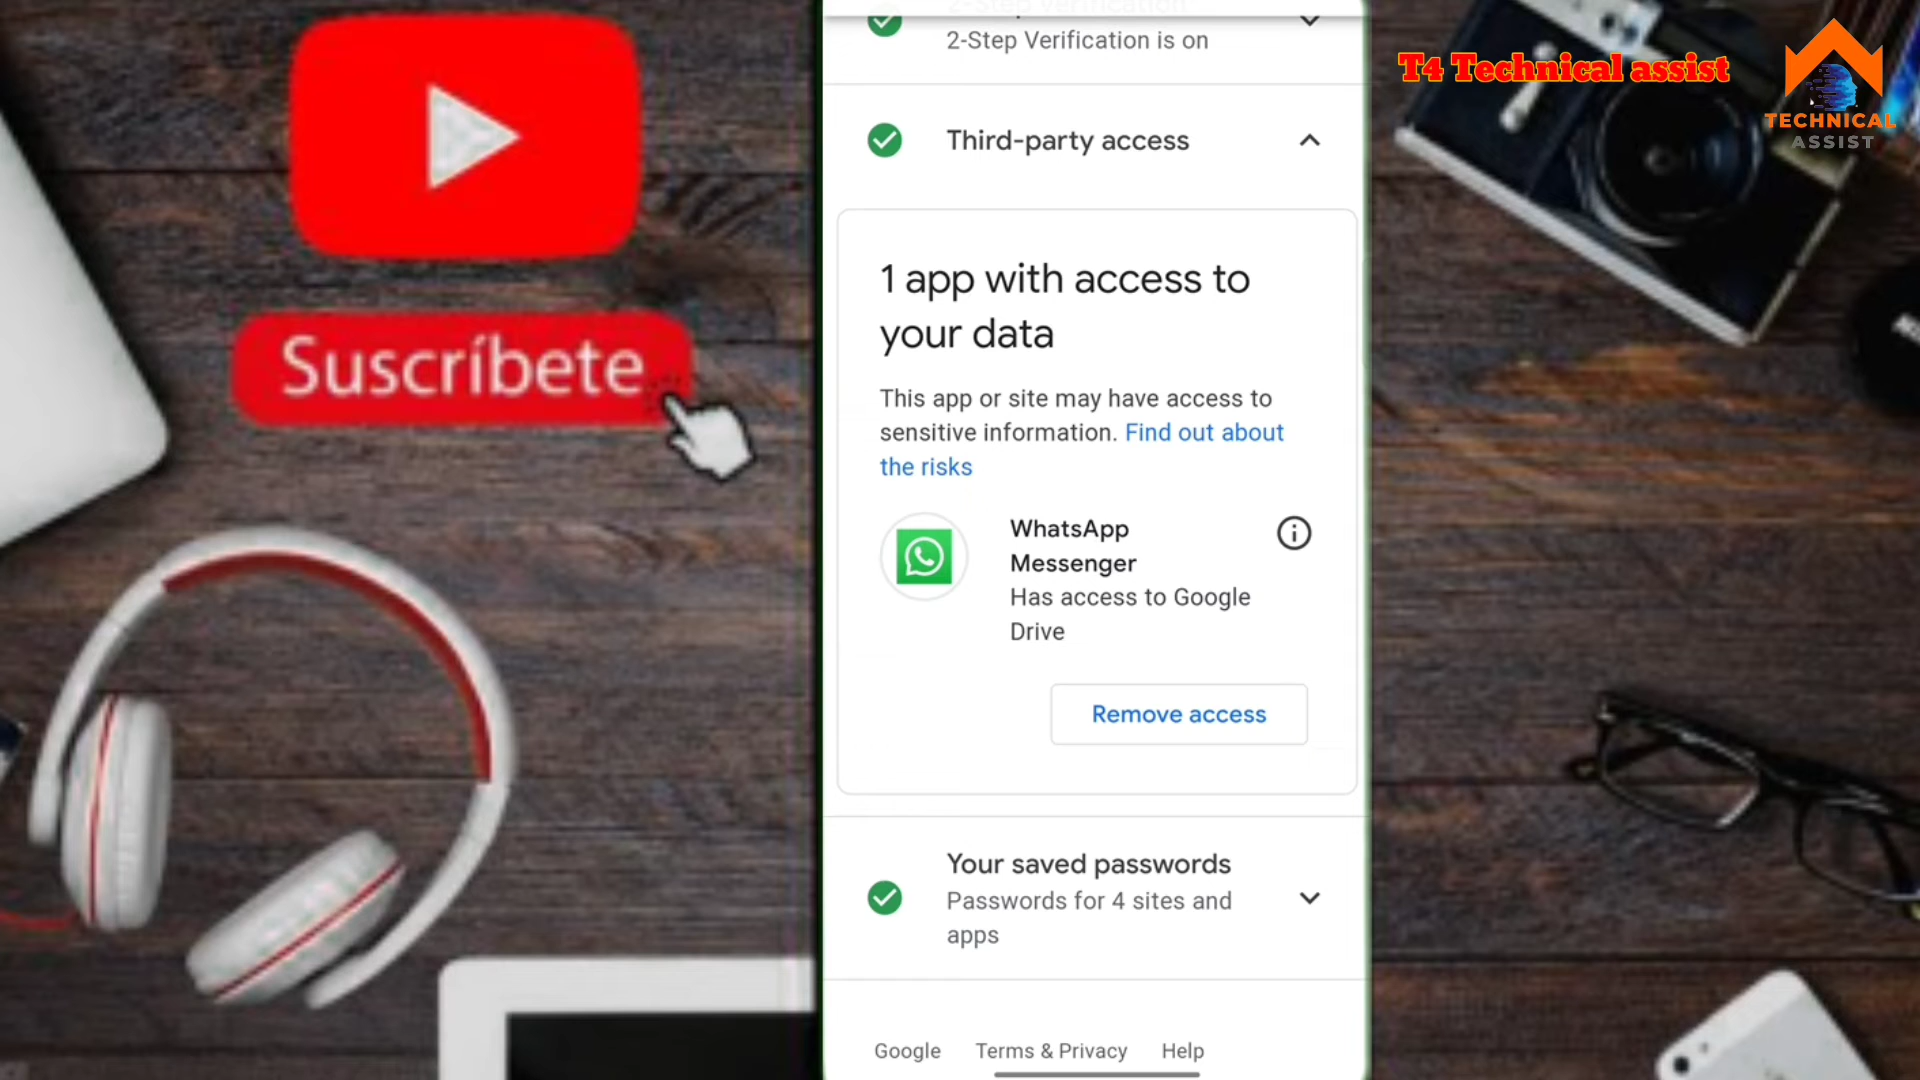 2-Step Verification
2-Step Verification is on
T4 Technical assist
TECHNICAL
ASSIST
Third-party access
1 app with access to
your data
Suscríbete
This app or site may have access to
sensitive information. Find out about
the risks
WhatsApp
Messenger
Has access to Google
Drive
Remove access
Your saved passwords
Passwords for 4 sites and
apps
Google Terms & Privacy Help